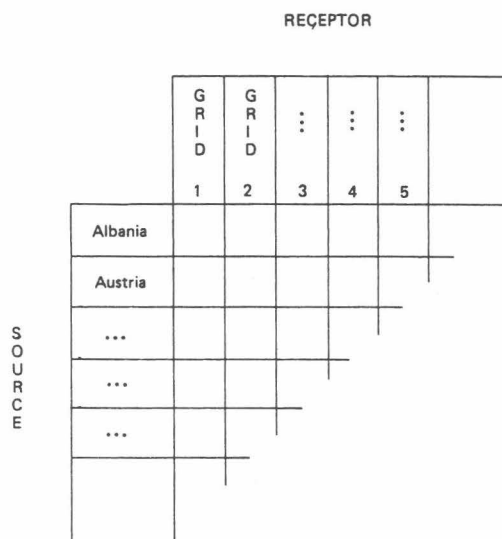 REÇEPTOR
GRID GRID ⋮ ⋮ ⋮
1 2 3 4 5
Albania
Austria
...
...
...
SOURCE